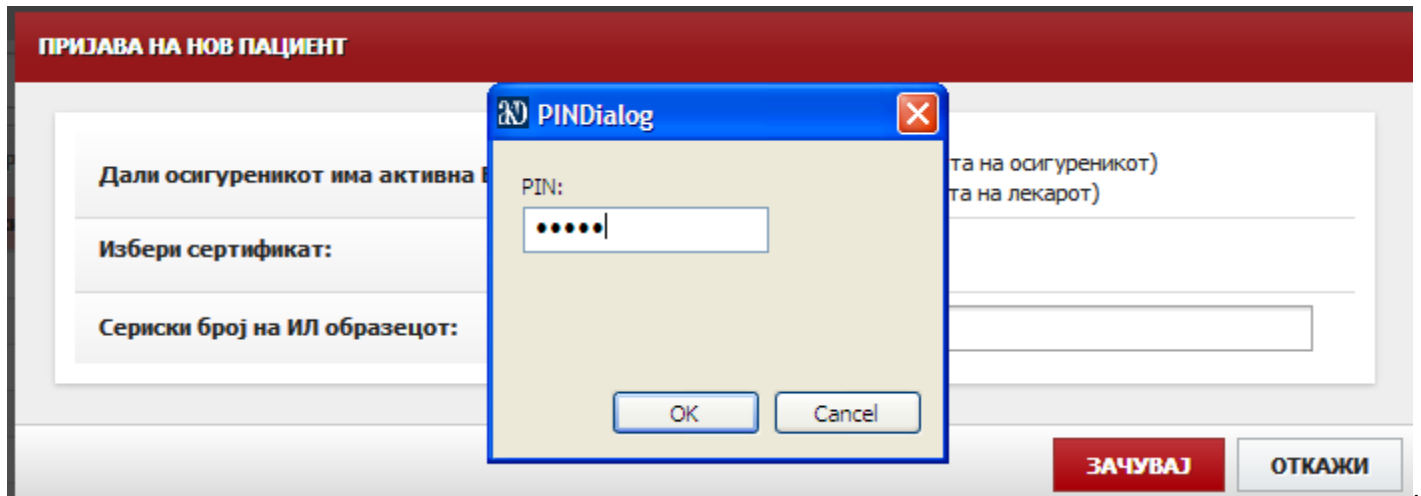 ПРИЈАВА НА НОВ ПАЦИЕНТ
PINDialog
Дали осигуреникот има активна
та на осигуреникот)
та на лекарот)
PIN:
•••••
Избери сертификат:
Сериски број на ИЛ образецот:
OK
Cancel
ЗАЧУВАЈ
ОТКАЖИ